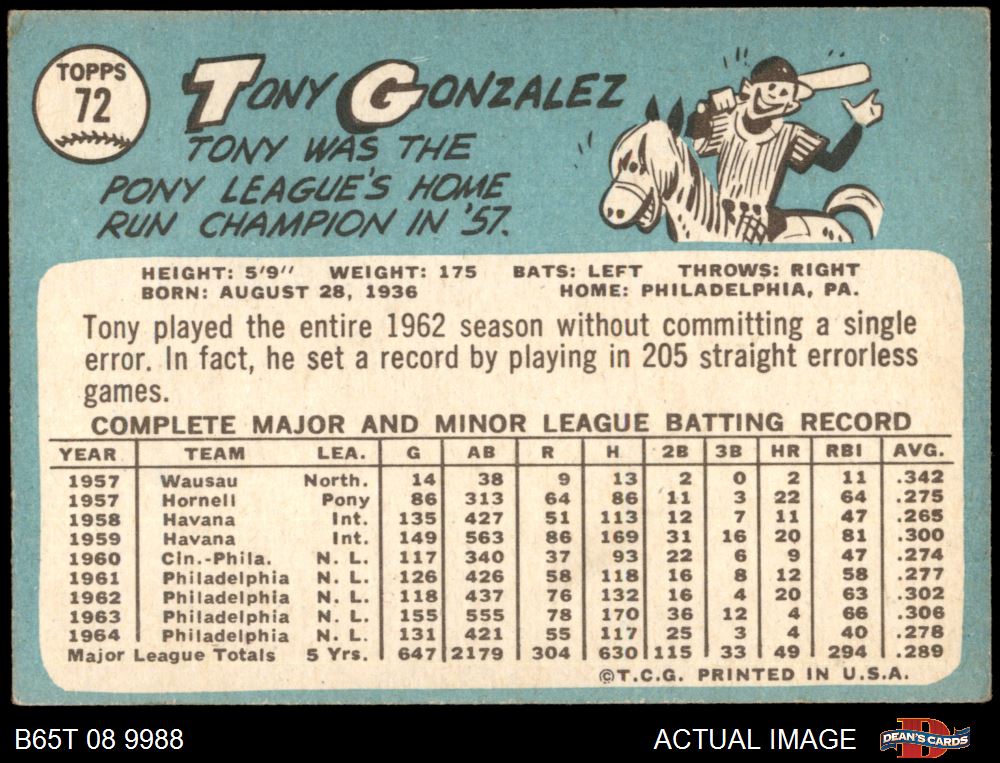 TOPPS
72
TONY GONZALEZ
TONY WAS THE
PONY LEAGUE'S HOME
RUN CHAMPION IN '57.
HEIGHT: 5'9" WEIGHT: 175 BATS: LEFT THROWS: RIGHT
BORN: AUGUST 28, 1936 HOME: PHILADELPHIA, PA.
Tony played the entire 1962 season without committing a single
error. In fact, he set a record by playing in 205 straight errorless
games.
COMPLETE MAJOR AND MINOR LEAGUE BATTING RECORD
YEAR TEAM LEA. G AB R H 2B 3B HR RBI AVG.
1957 Wausau North. 14 38 9 13 2 0 2 11 .342
1957 Hornell Pony 86 313 64 86 11 3 22 64 .275
1958 Havana Int. 135 427 51 113 12 7 11 47 .265
1959 Havana Int. 149 563 86 169 31 16 20 81 .300
1960 Cin.-Phila. N. L. 117 340 37 93 22 6 9 47 .274
1961 Philadelphia N. L. 126 426 58 118 16 8 12 58 .277
1962 Philadelphia N. L. 118 437 76 132 16 4 20 63 .302
1963 Philadelphia N. L. 155 555 78 170 36 12 4 66 .306
1964 Philadelphia N. L. 131 421 55 117 25 3 4 40 .278
Major League Totals 5 Yrs. 647 2179 304 630 115 33 49 294 .289
©T.C.G. PRINTED IN U.S.A.
B65T 08 9988 ACTUAL IMAGE DEAN'S CARDS